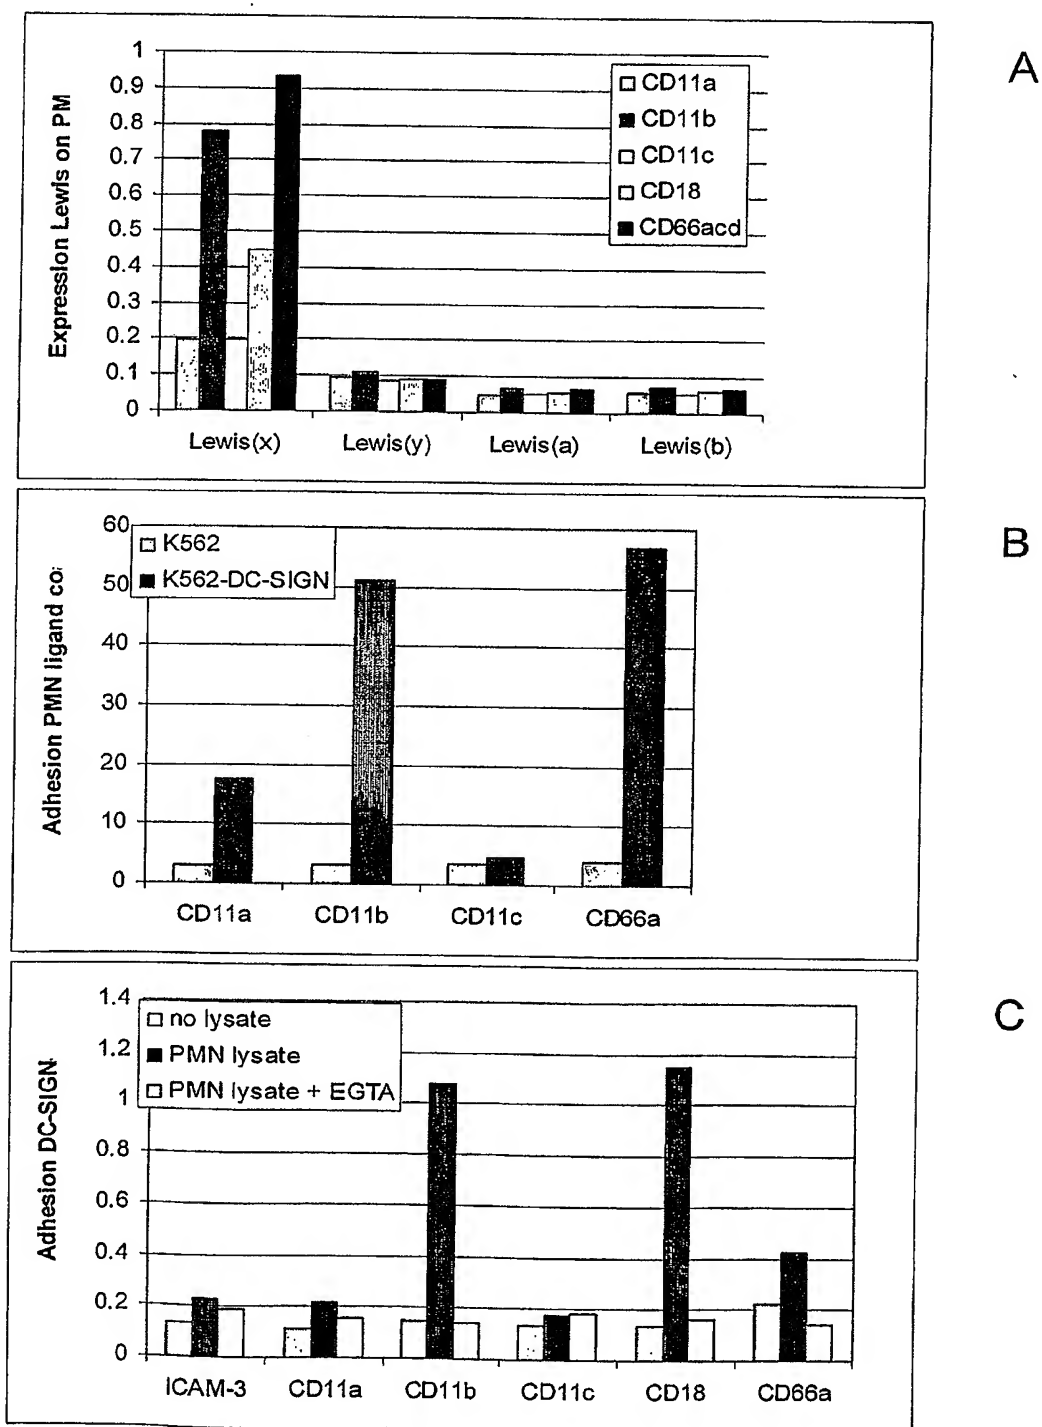 A
Expression Lewis on PM
1
0.9
0.8
0.7
0.6
0.5
0.4
0.3
0.2
0.1
0
CD11a
CD11b
CD11c
CD18
CD66acd
Lewis(x) Lewis(y) Lewis(a) Lewis(b)
B
Adhesion PMN ligand co
60
50
40
30
20
10
0
K562
K562-DC-SIGN
CD11a CD11b CD11c CD66a
C
Adhesion DC-SIGN
1.4
1.2
1
0.8
0.6
0.4
0.2
0
no lysate
PMN lysate
PMN lysate + EGTA
ICAM-3 CD11a CD11b CD11c CD18 CD66a